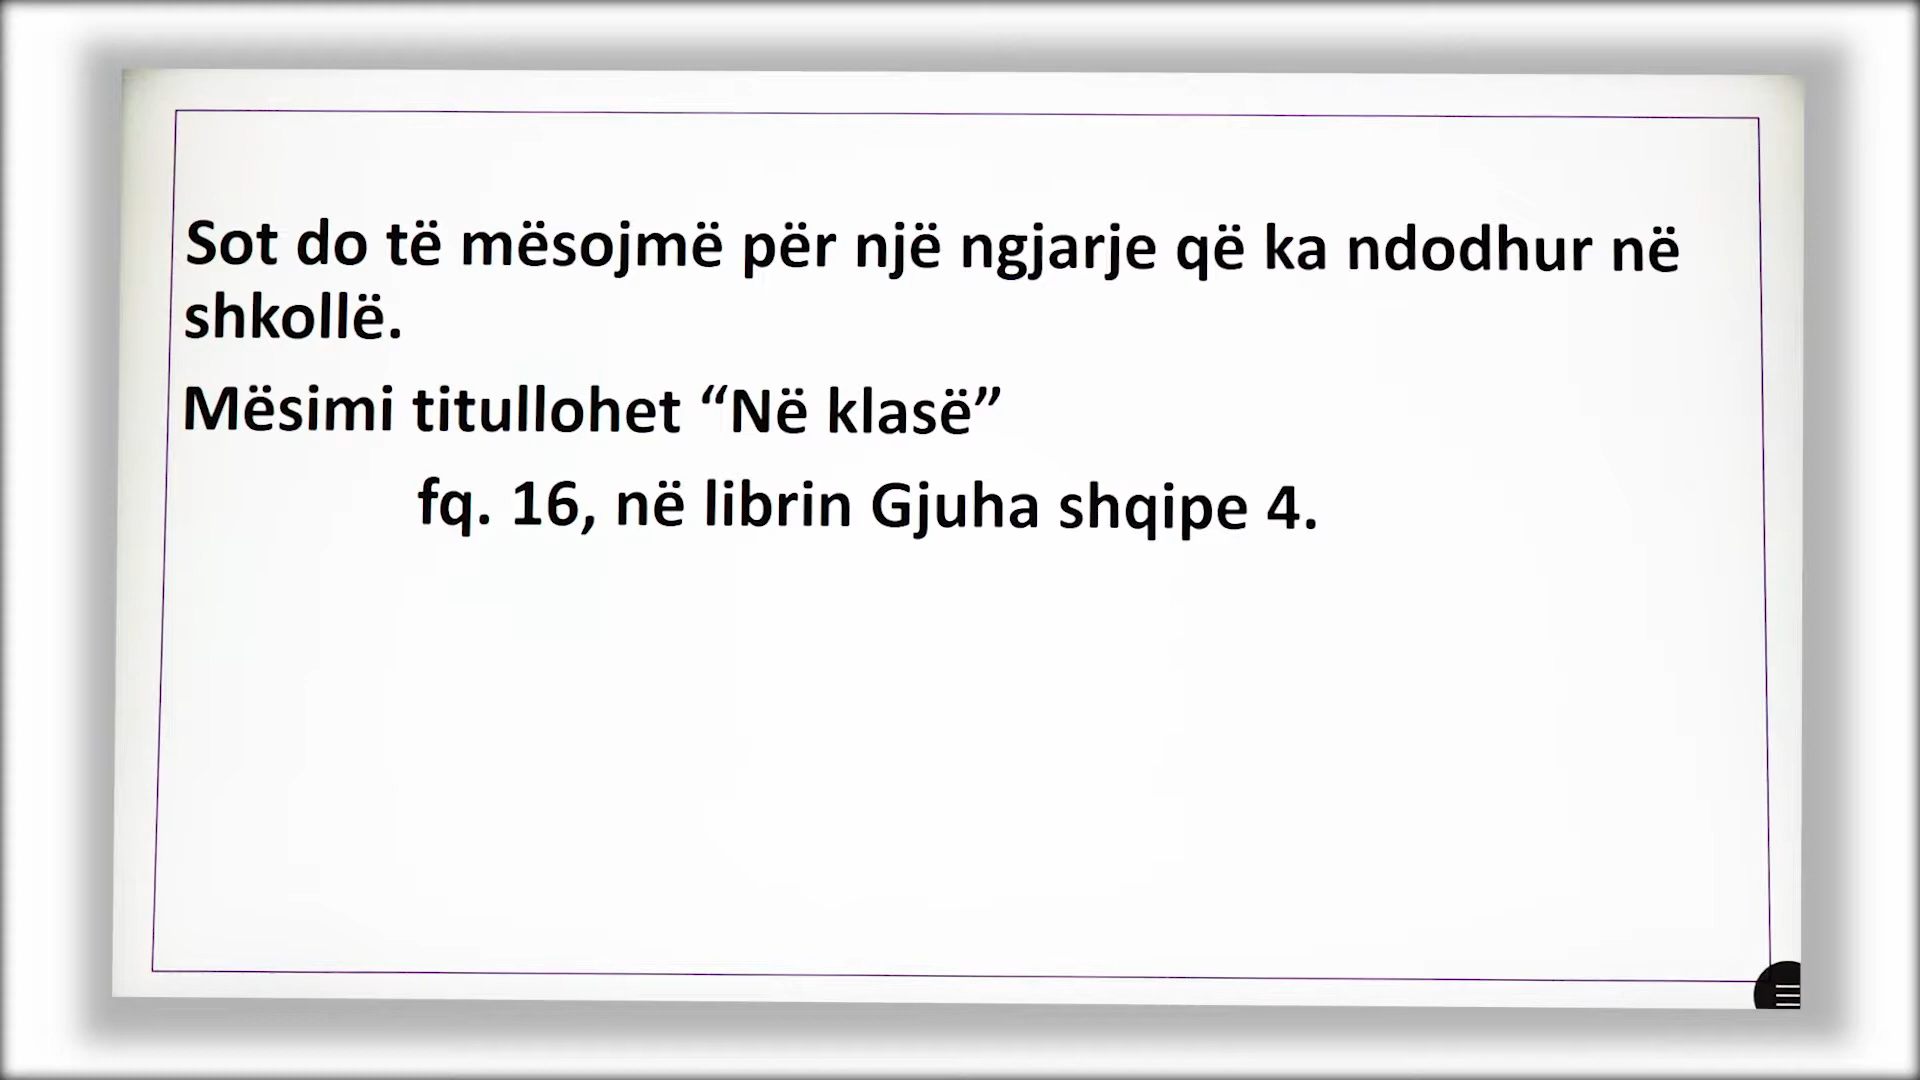 Sot do të mësojmë për një ngjarje që ka ndodhur në
shkollë.
Mësimi titullohet “Në klasë”
fq. 16, në librin Gjuha shqipe 4.